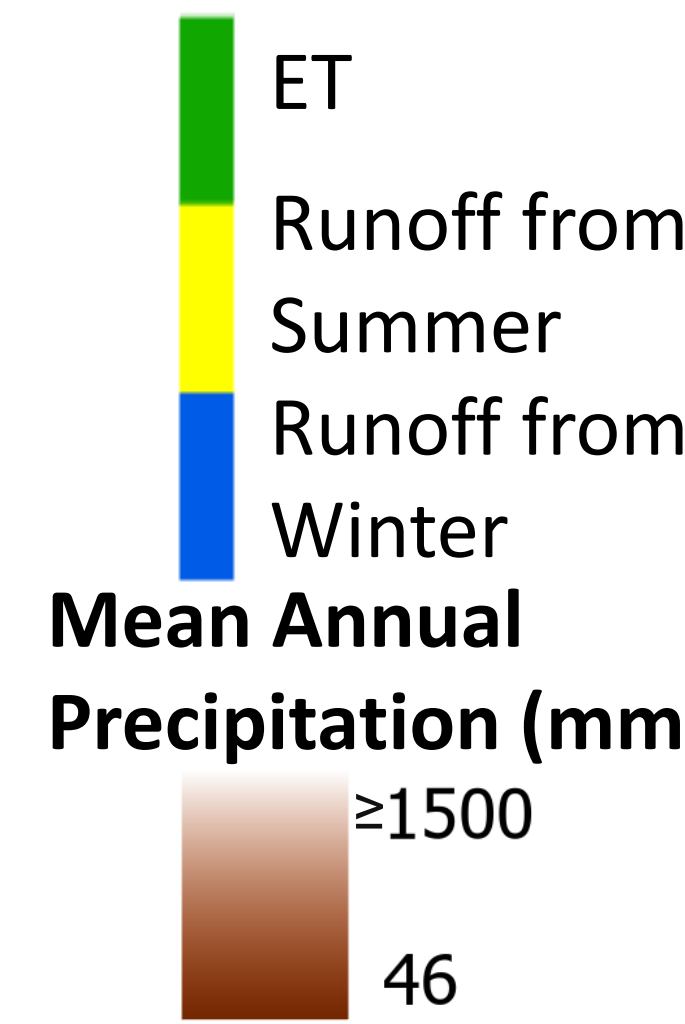 ET
Runoff from
Summer
Runoff from
Winter
Mean Annual
Precipitation (mm
≥1500
46